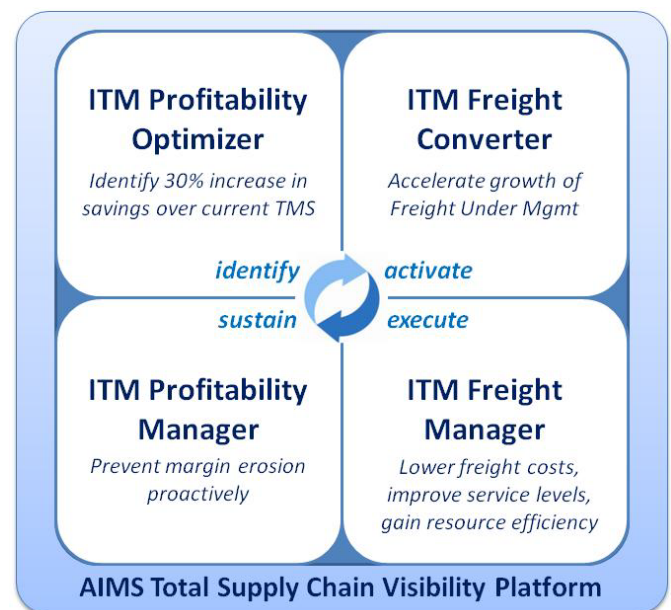 ITM Profitability
Optimizer
Identify 30% increase in
savings over current TMS
ITM Freight
Converter
Accelerate growth of
Freight Under Mgmt
identify
activate
sustain
execute
ITM Profitability
Manager
Prevent margin erosion
proactively
ITM Freight
Manager
Lower freight costs,
improve service levels,
gain resource efficiency
AIMS Total Supply Chain Visibility Platform